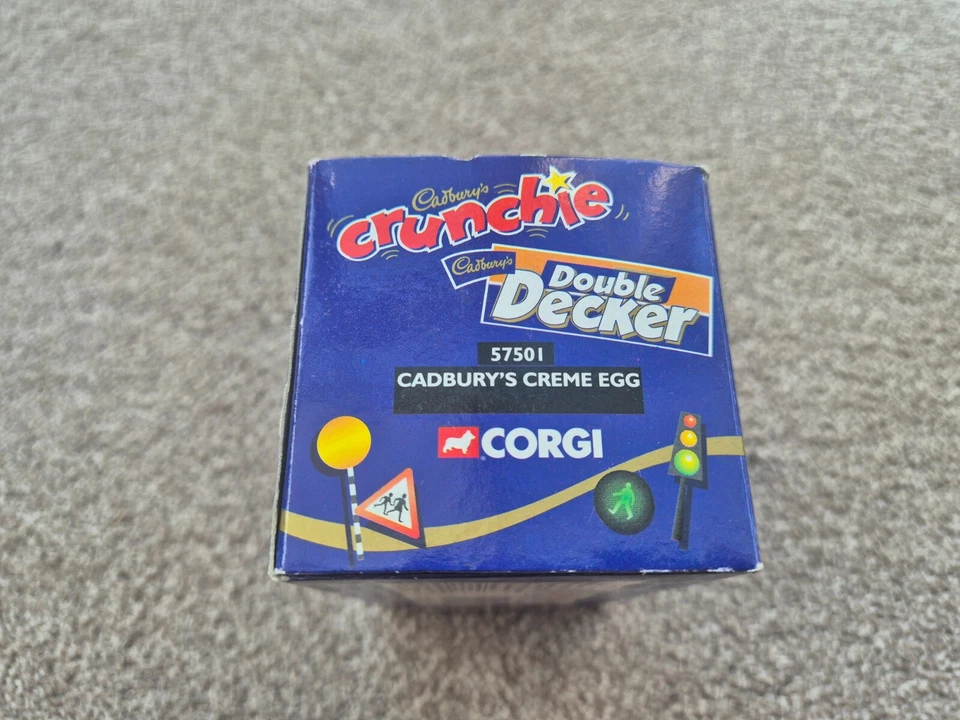 Cadbury's
crunchie
Cadbury's
Double
Decker
57501
CADBURY'S CREME EGG
CORGI